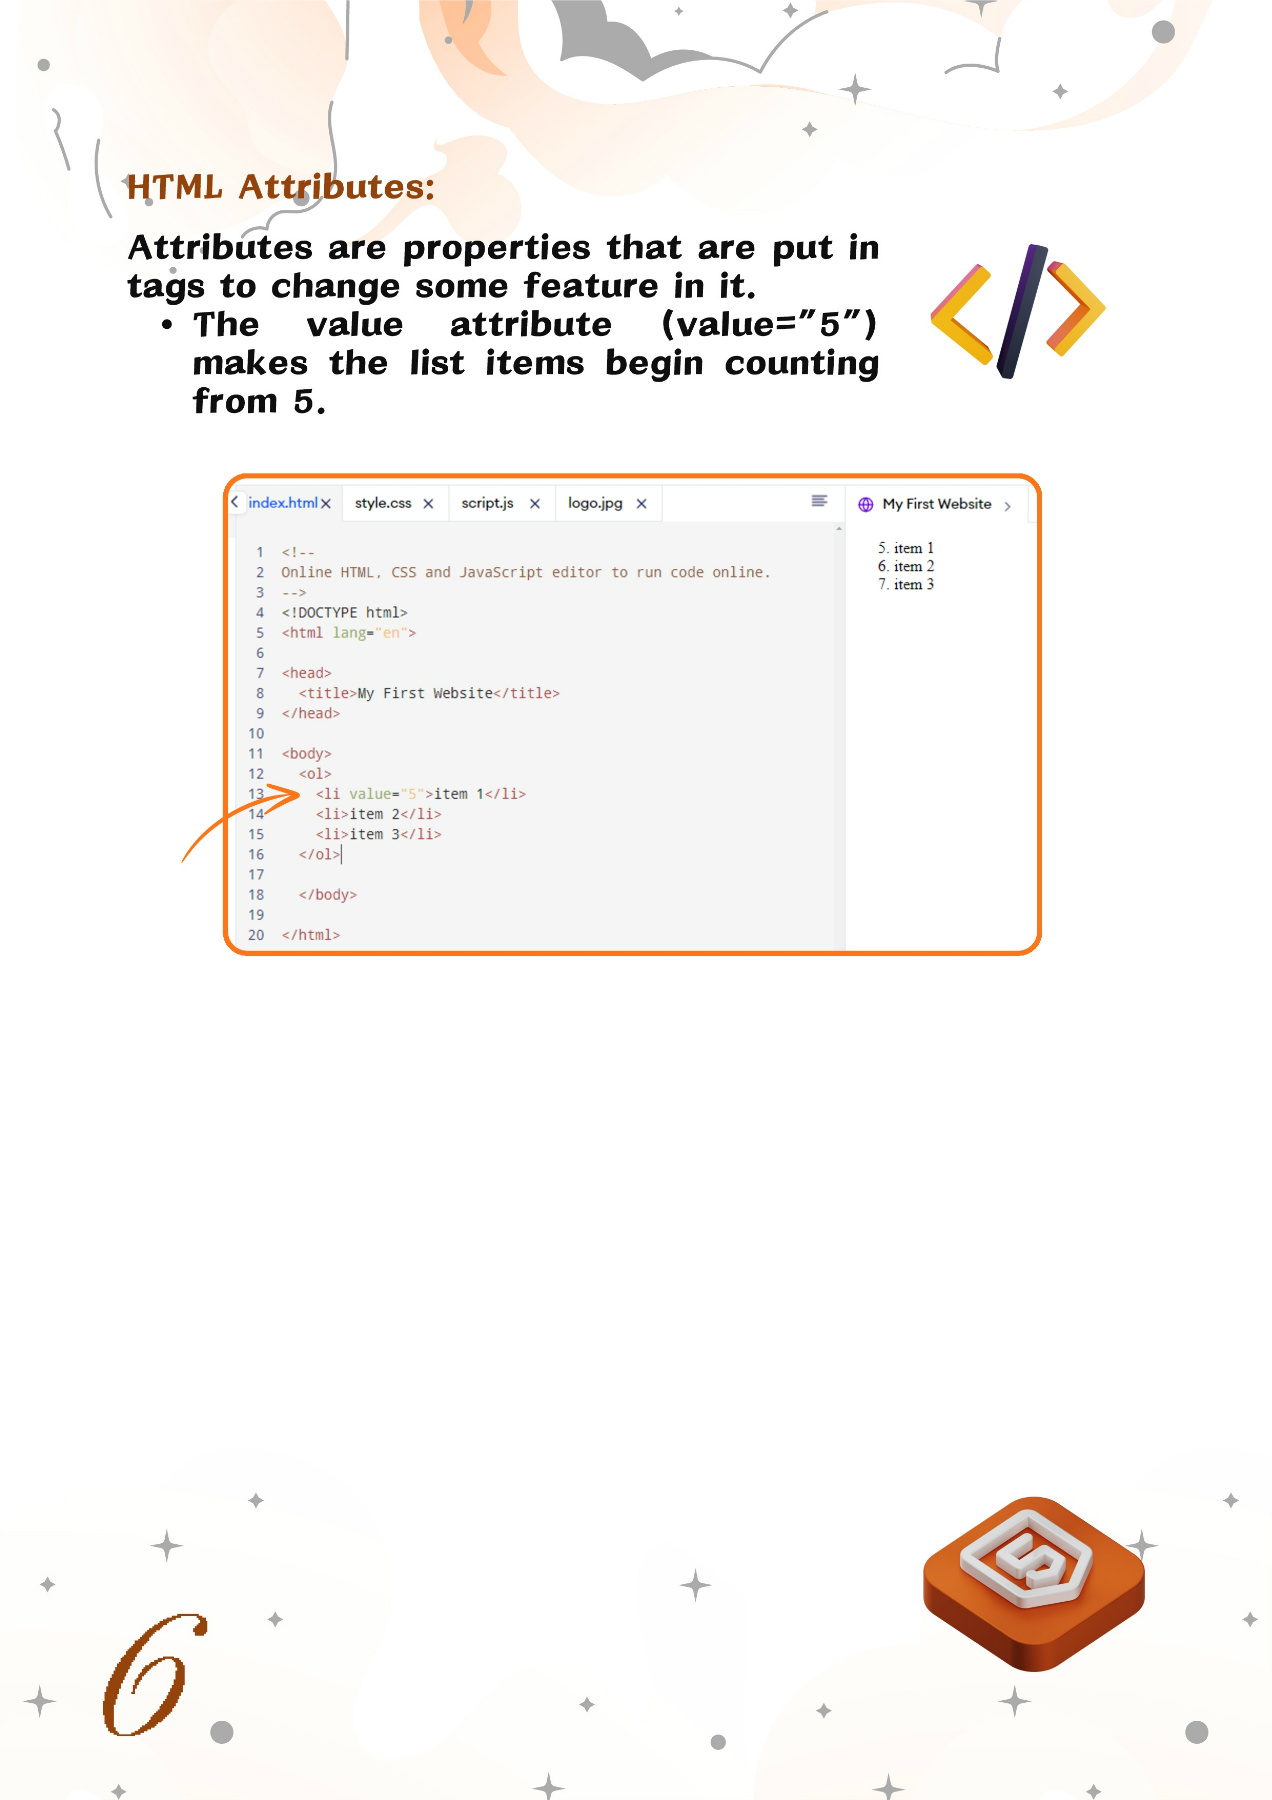 HTML Attributes:
Attributes are properties that are put in
tags to change some feature in it.
• The value attribute (value="5")
makes the list items begin counting
from 5.
index.html style.css script.js logo.jpg My First Website
1 <!--
2 Online HTML, CSS and JavaScript editor to run code online.
3 -->
4 <!DOCTYPE html>
5 <html lang="en">
6
7 <head>
8 <title>My First Website</title>
9 </head>
10
11 <body>
12 <ol>
13 <li value="5">item 1</li>
14 <li>item 2</li>
15 <li>item 3</li>
16 </ol>
17
18 </body>
19
20 </html>
5. item 1
6. item 2
7. item 3
5
6